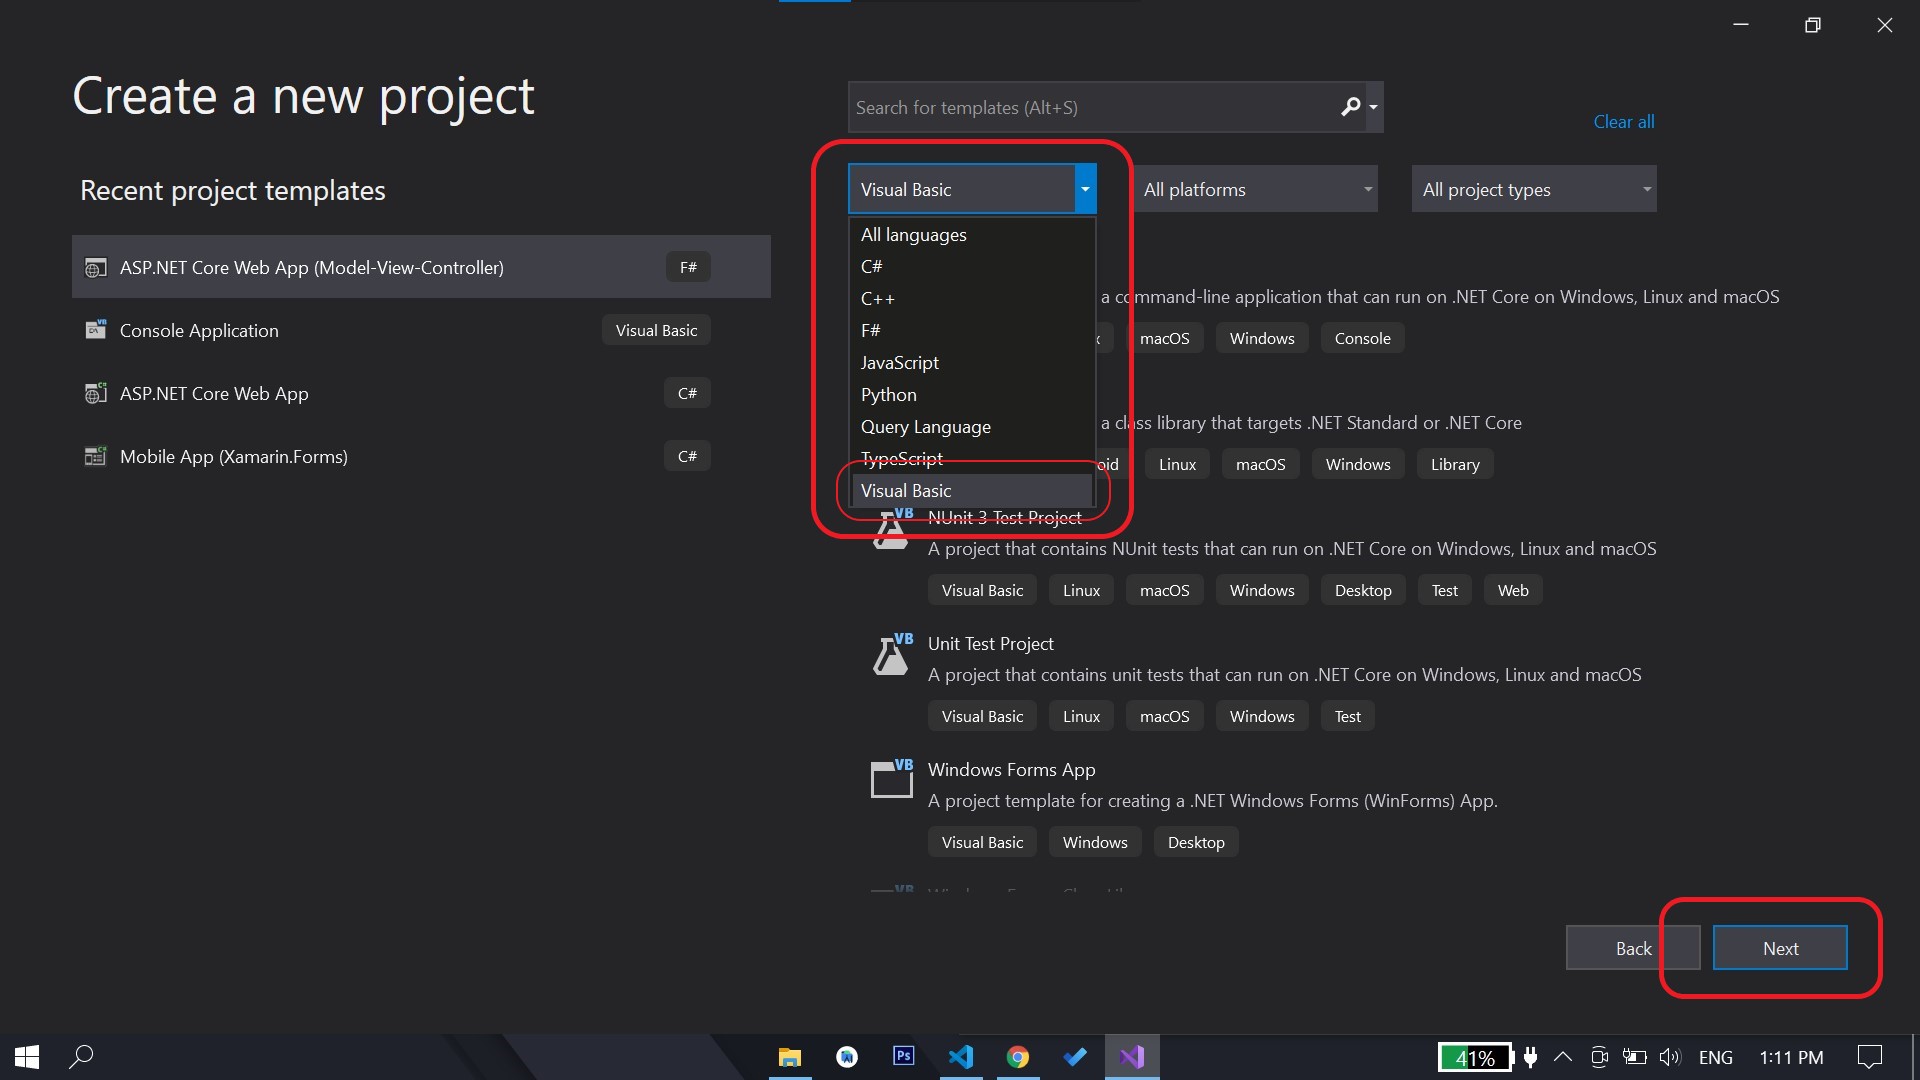 Create a new project
Search for templates (Alt+S)
Clear all
Recent project templates
Visual Basic
All platforms
All project types
ASP.NET Core Web App (Model-View-Controller)
F#
Console Application
Visual Basic
ASP.NET Core Web App
C#
Mobile App (Xamarin.Forms)
C#
All languages
C#
C++
F#
JavaScript
Python
Query Language
TypeScript
Visual Basic
a command-line application that can run on .NET Core on Windows, Linux and macOS
macOS Windows Console
a class library that targets .NET Standard or .NET Core
Linux macOS Windows Library
VB NUnit 3 Test Project
A project that contains NUnit tests that can run on .NET Core on Windows, Linux and macOS
Visual Basic Linux macOS Windows Desktop Test Web
VB Unit Test Project
A project that contains unit tests that can run on .NET Core on Windows, Linux and macOS
Visual Basic Linux macOS Windows Test
VB Windows Forms App
A project template for creating a .NET Windows Forms (WinForms) App.
Visual Basic Windows Desktop
Back
Next
Ps
41%
ENG
1:11 PM